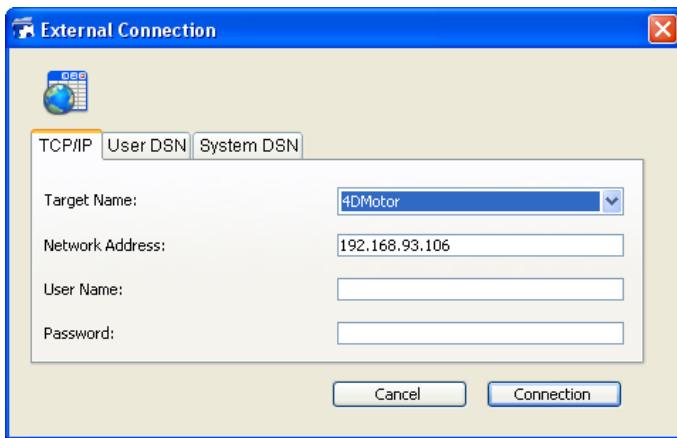 External Connection
TCP/IP User DSN System DSN
Target Name: 4DMotor
Network Address: 192.168.93.106
User Name:
Password:
Cancel Connection